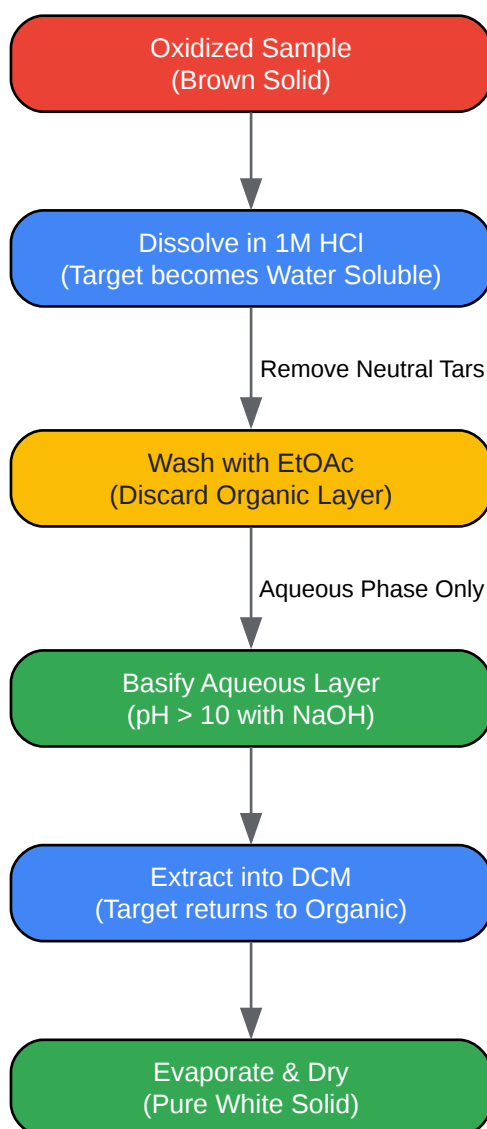 Oxidized Sample
(Brown Solid)
Dissolve in 1M HCl
(Target becomes Water Soluble)
Remove Neutral Tars
Wash with EtOAc
(Discard Organic Layer)
Aqueous Phase Only
Basify Aqueous Layer
(pH > 10 with NaOH)
Extract into DCM
(Target returns to Organic)
Evaporate & Dry
(Pure White Solid)